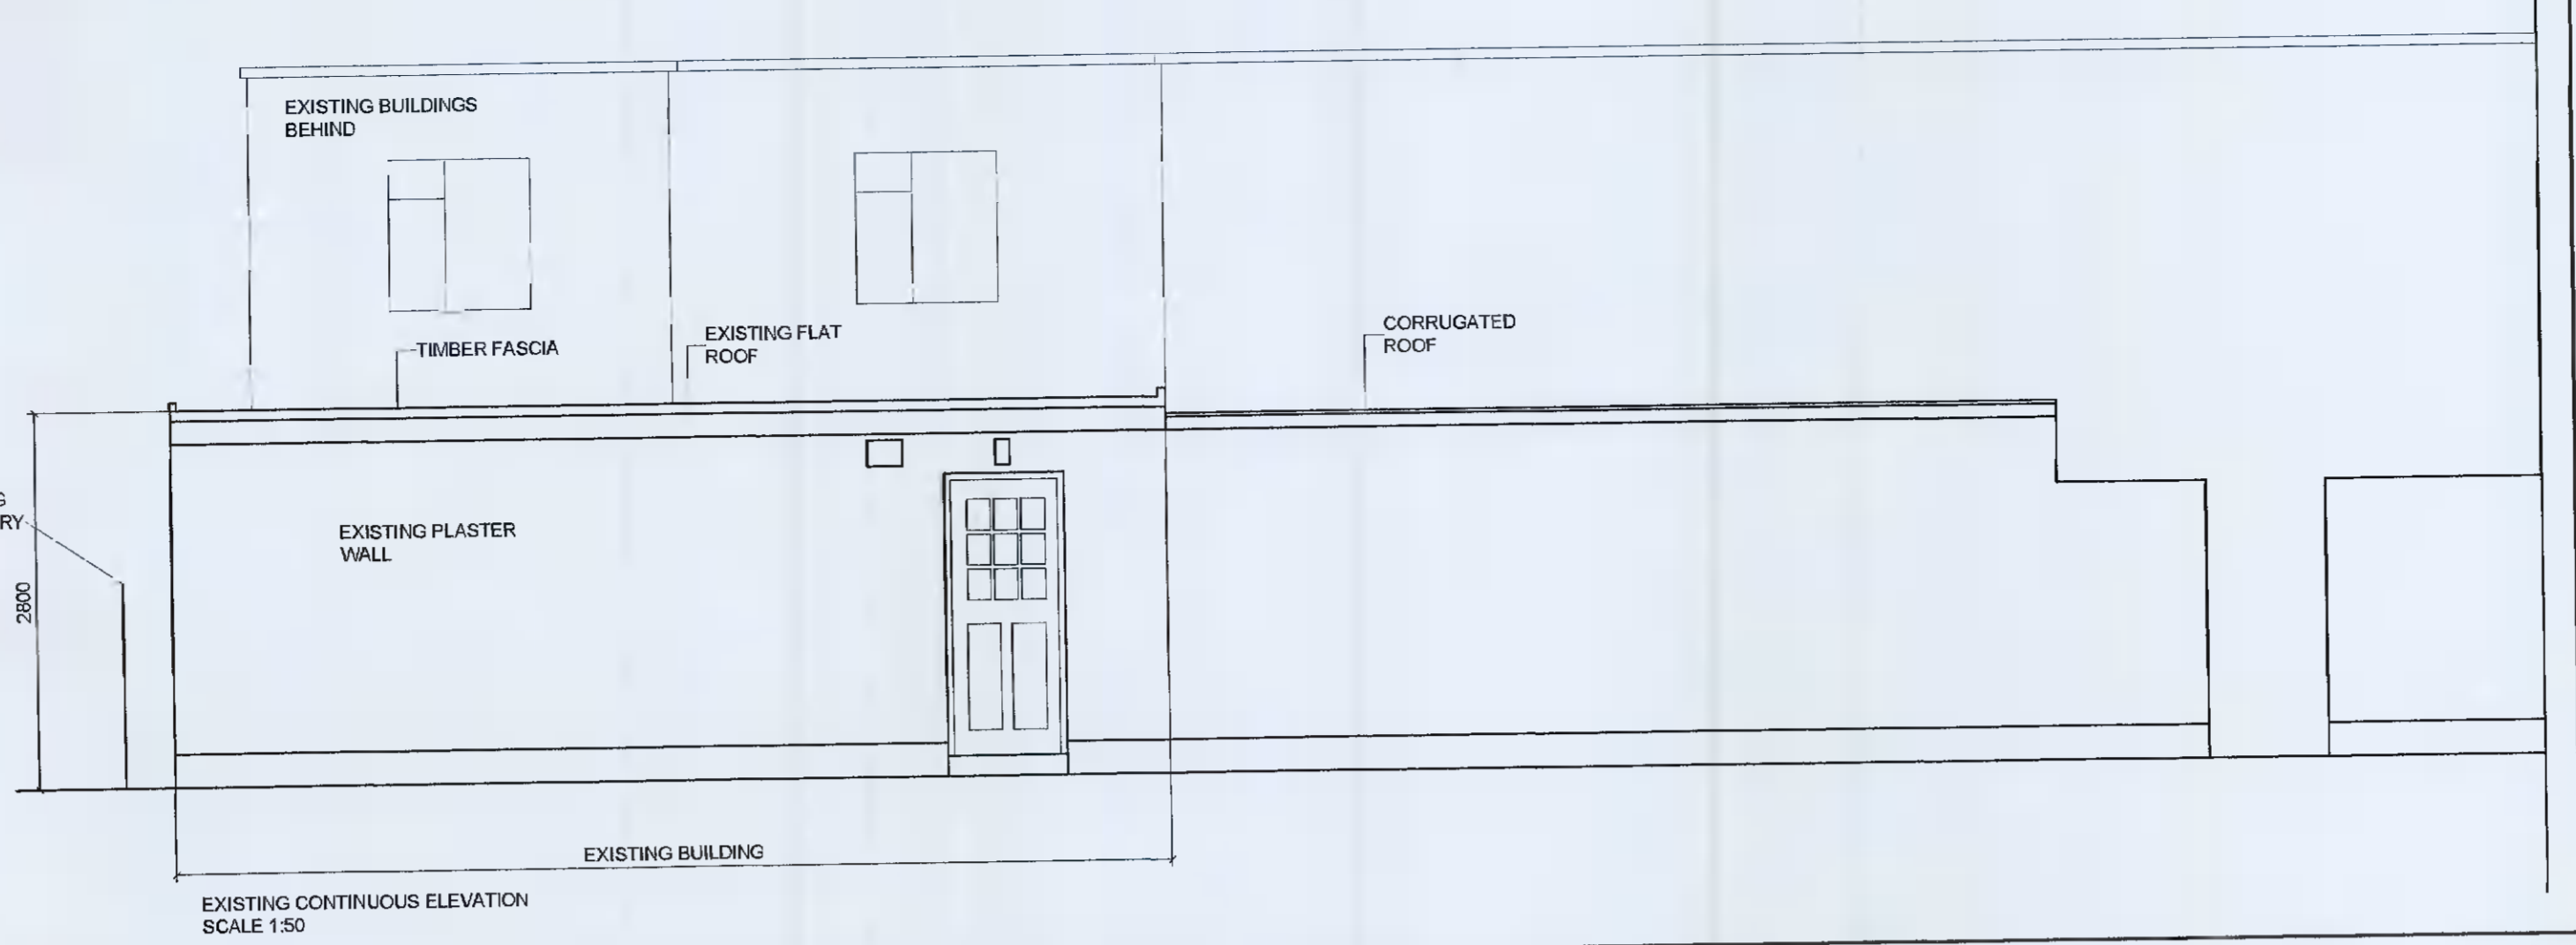 EXISTING BUILDINGS
BEHIND
TIMBER FASCIA
EXISTING FLAT
ROOF
CORRUGATED
ROOF
EXISTING PLASTER
WALL
2800
EXISTING BUILDING
EXISTING CONTINUOUS ELEVATION
SCALE 1:50